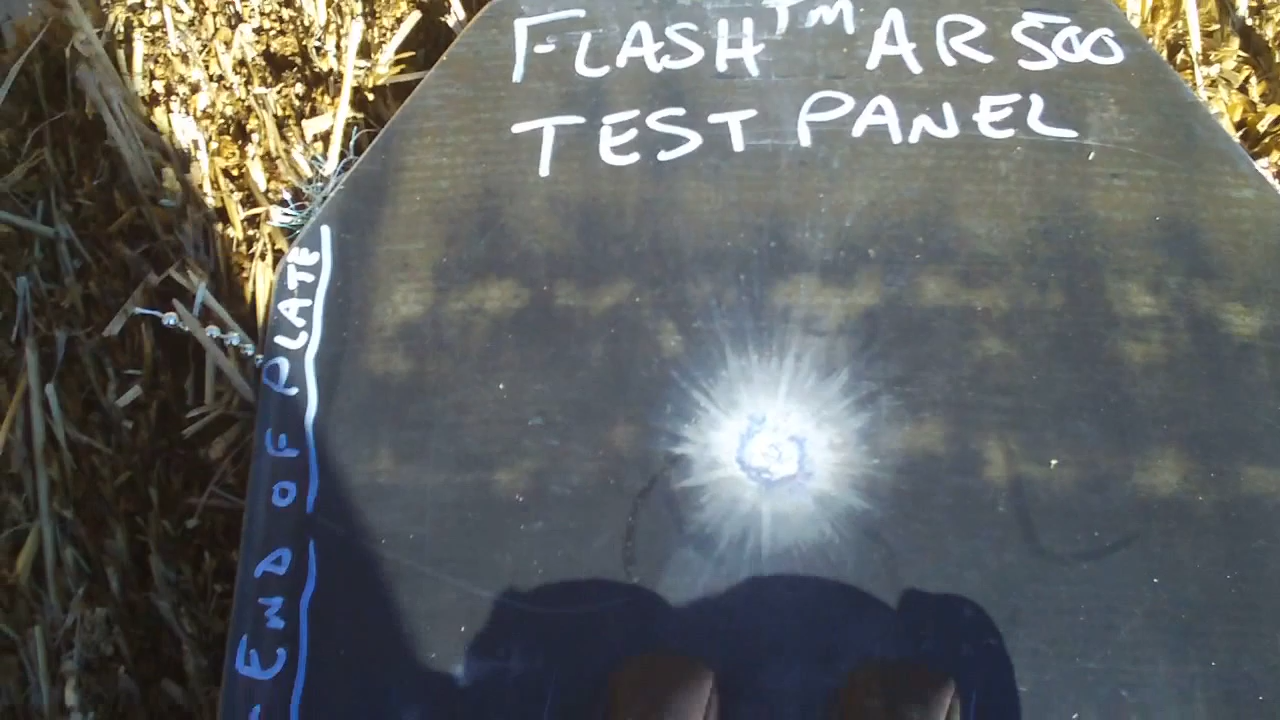 FLASH™ AR500
TEST PANEL
END OF PLATE